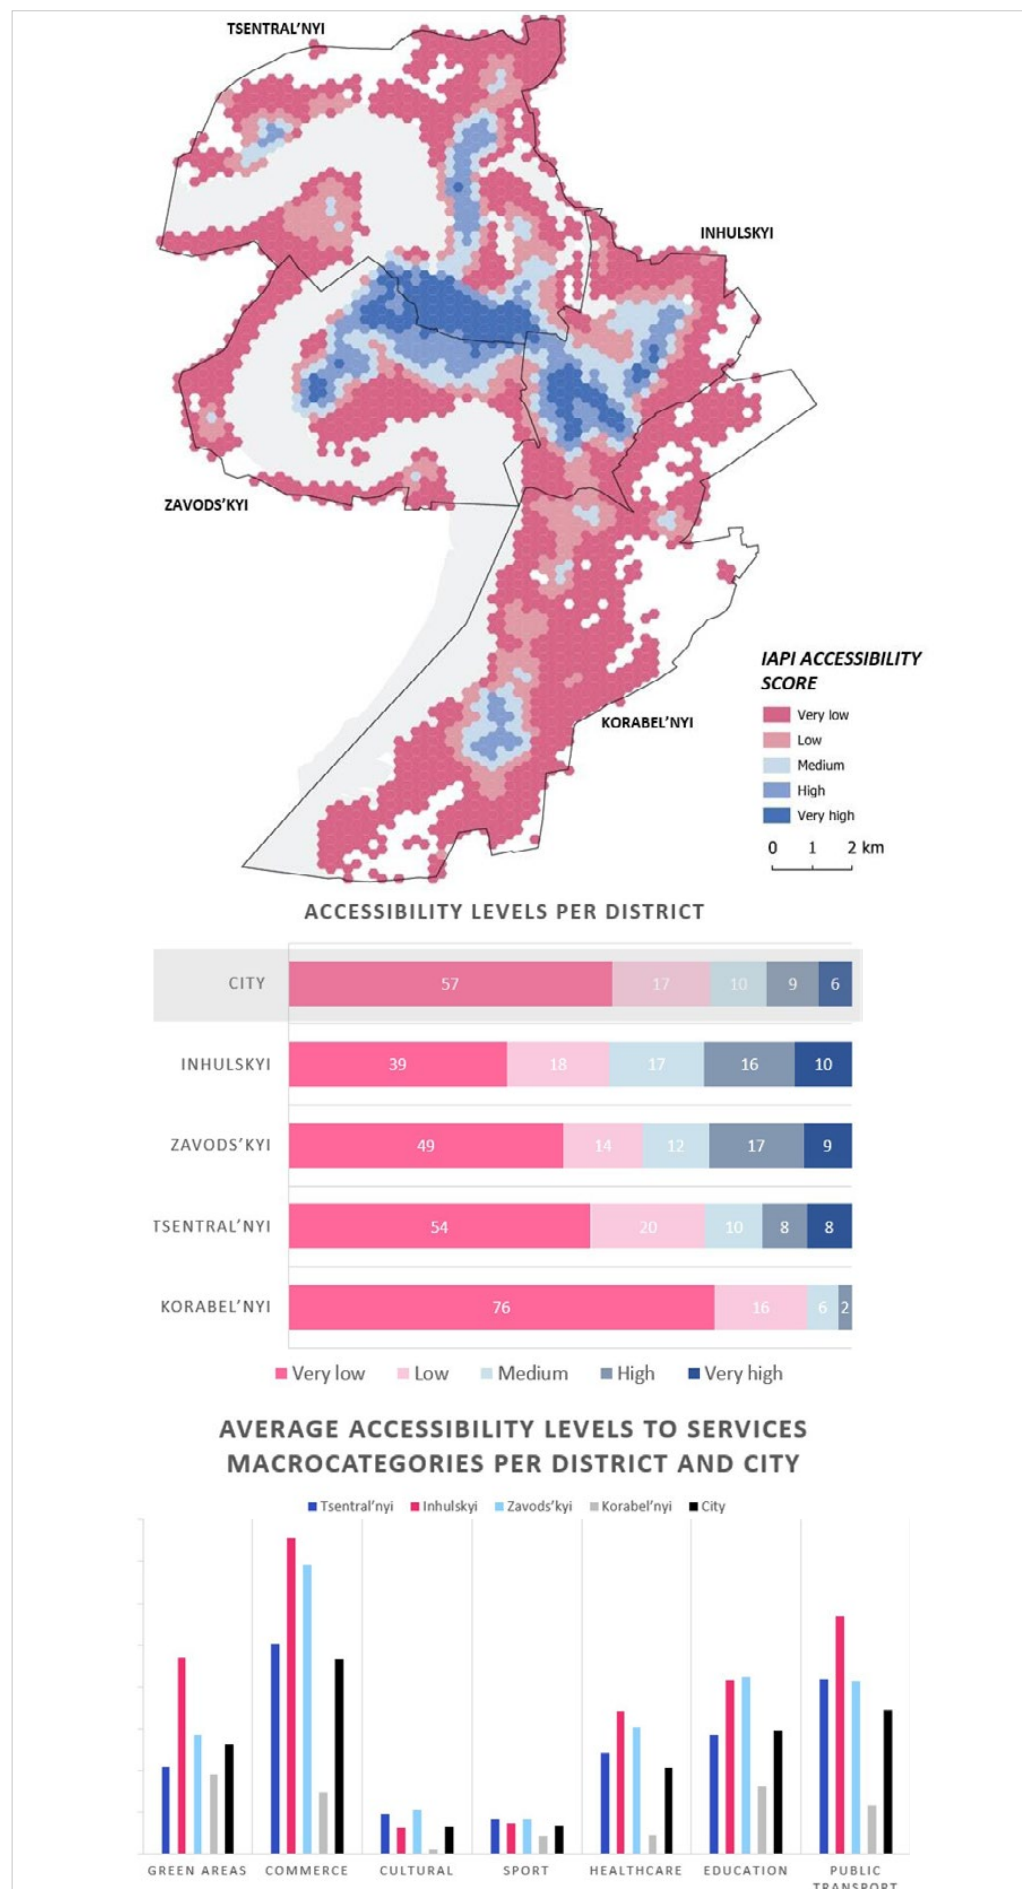 TSENTRAL’NYI
INHULSKYI
ZAVODS’KYI
KORABEL’NYI
IAPI ACCESSIBILITY
SCORE
Very low
Low
Medium
High
Very high
0 1 2 km
ACCESSIBILITY LEVELS PER DISTRICT
CITY 57 17 10 9 6
INHULSKYI 39 18 17 16 10
ZAVODS’KYI 49 14 12 17 9
TSENTRAL’NYI 54 20 10 8 8
KORABEL’NYI 76 16 6 2
Very low Low Medium High Very high
AVERAGE ACCESSIBILITY LEVELS TO SERVICES
MACROCATEGORIES PER DISTRICT AND CITY
Tsentral’nyi Inhulskyi Zavods’kyi Korabel’nyi City
GREEN AREAS COMMERCE CULTURAL SPORT HEALTHCARE EDUCATION PUBLIC
TRANSPORT